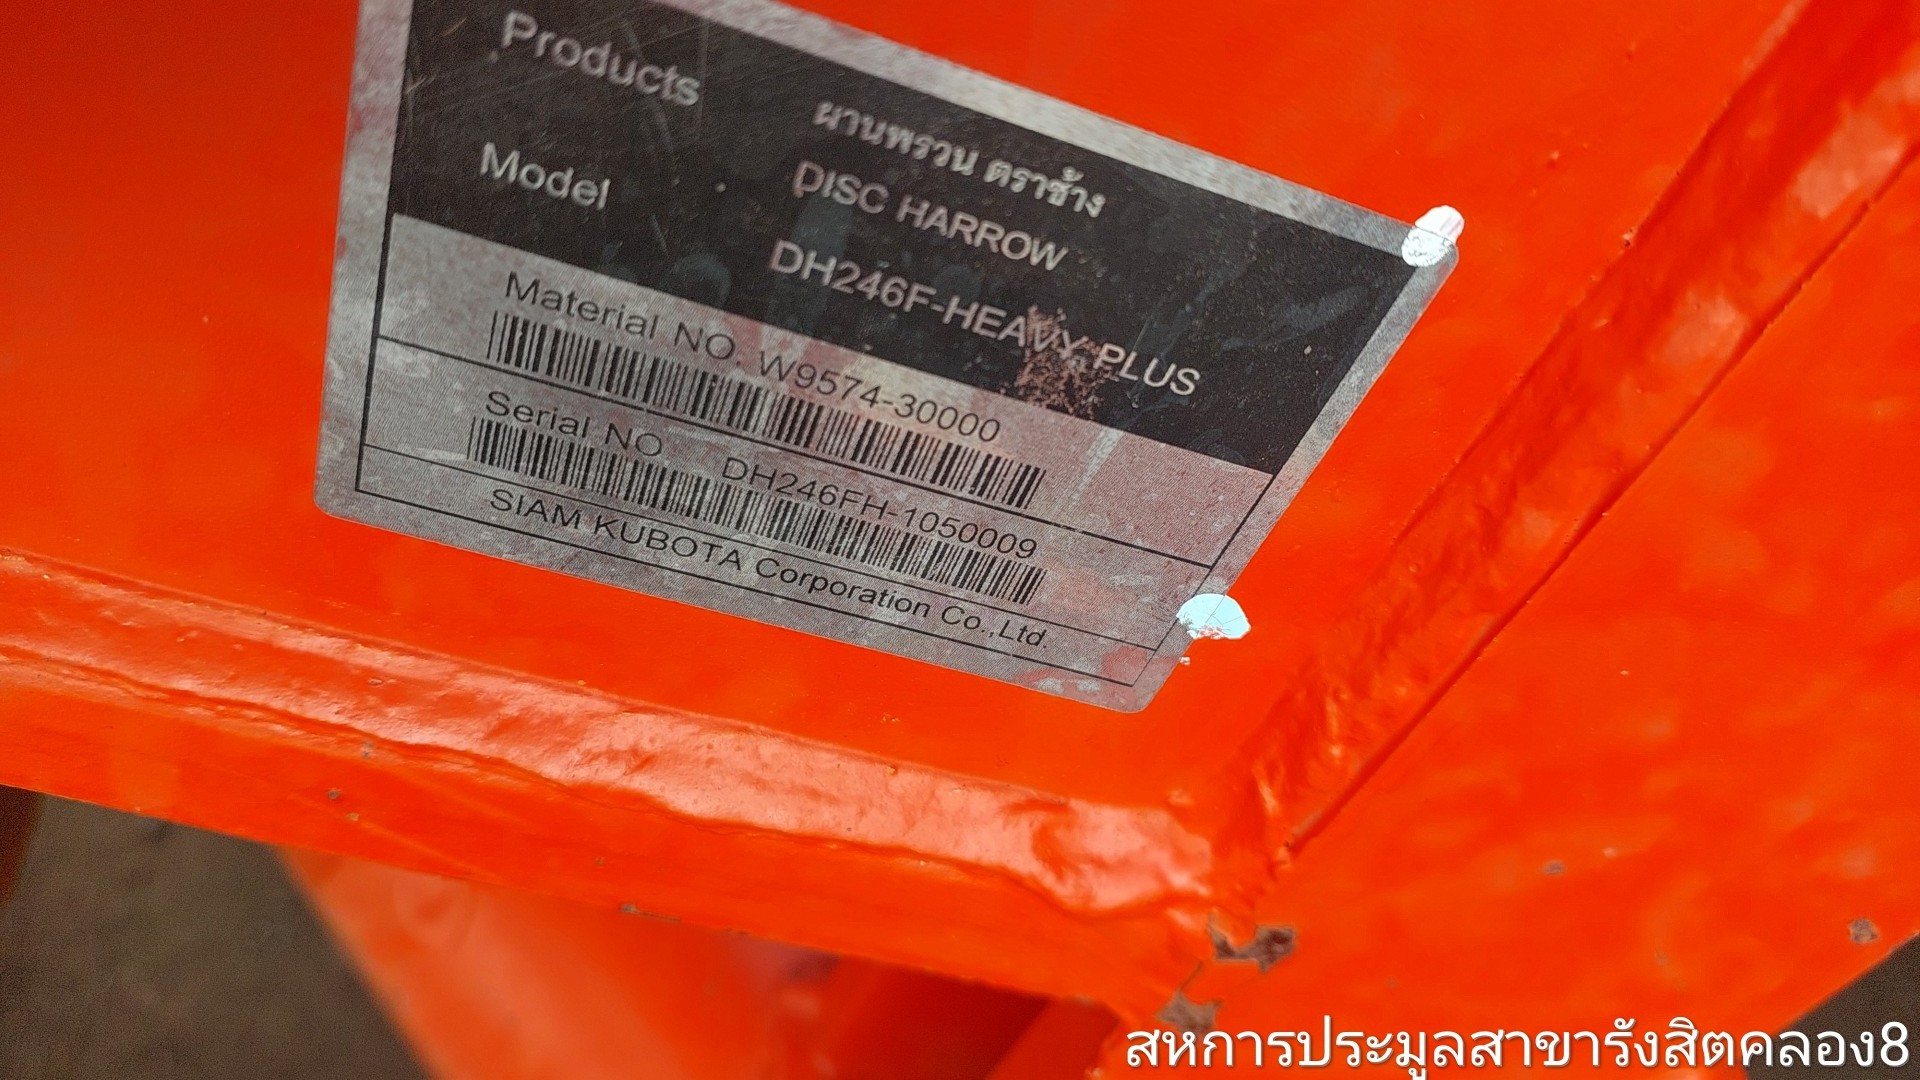 Products ผานพรวน ตราช้าง
DISC HARROW
Model DH246F-HEAVY PLUS
Material NO. W9574-30000
Serial NO DH246FH-1050009
SIAM KUBOTA Corporation Co.,Ltd.
สหการประมูลสาขารังสิตคลอง8